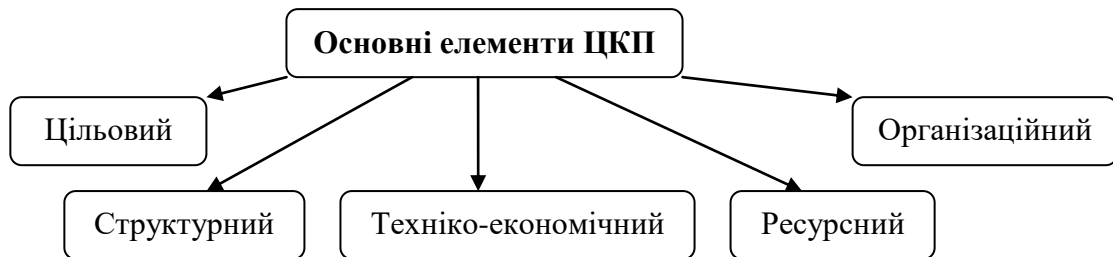 Основні елементи ЦКП
Цільовий
Організаційний
Структурний
Техніко-економічний
Ресурсний